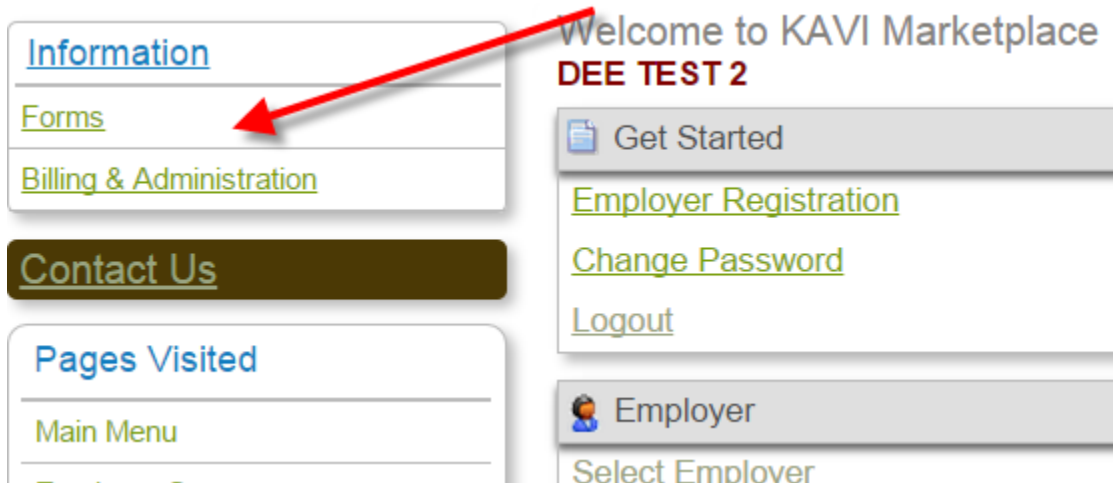 Information
Forms
Billing & Administration
Contact Us
Pages Visited
Main Menu
Welcome to KAVI Marketplace
DEE TEST 2
Get Started
Employer Registration
Change Password
Logout
Employer
Select Employer